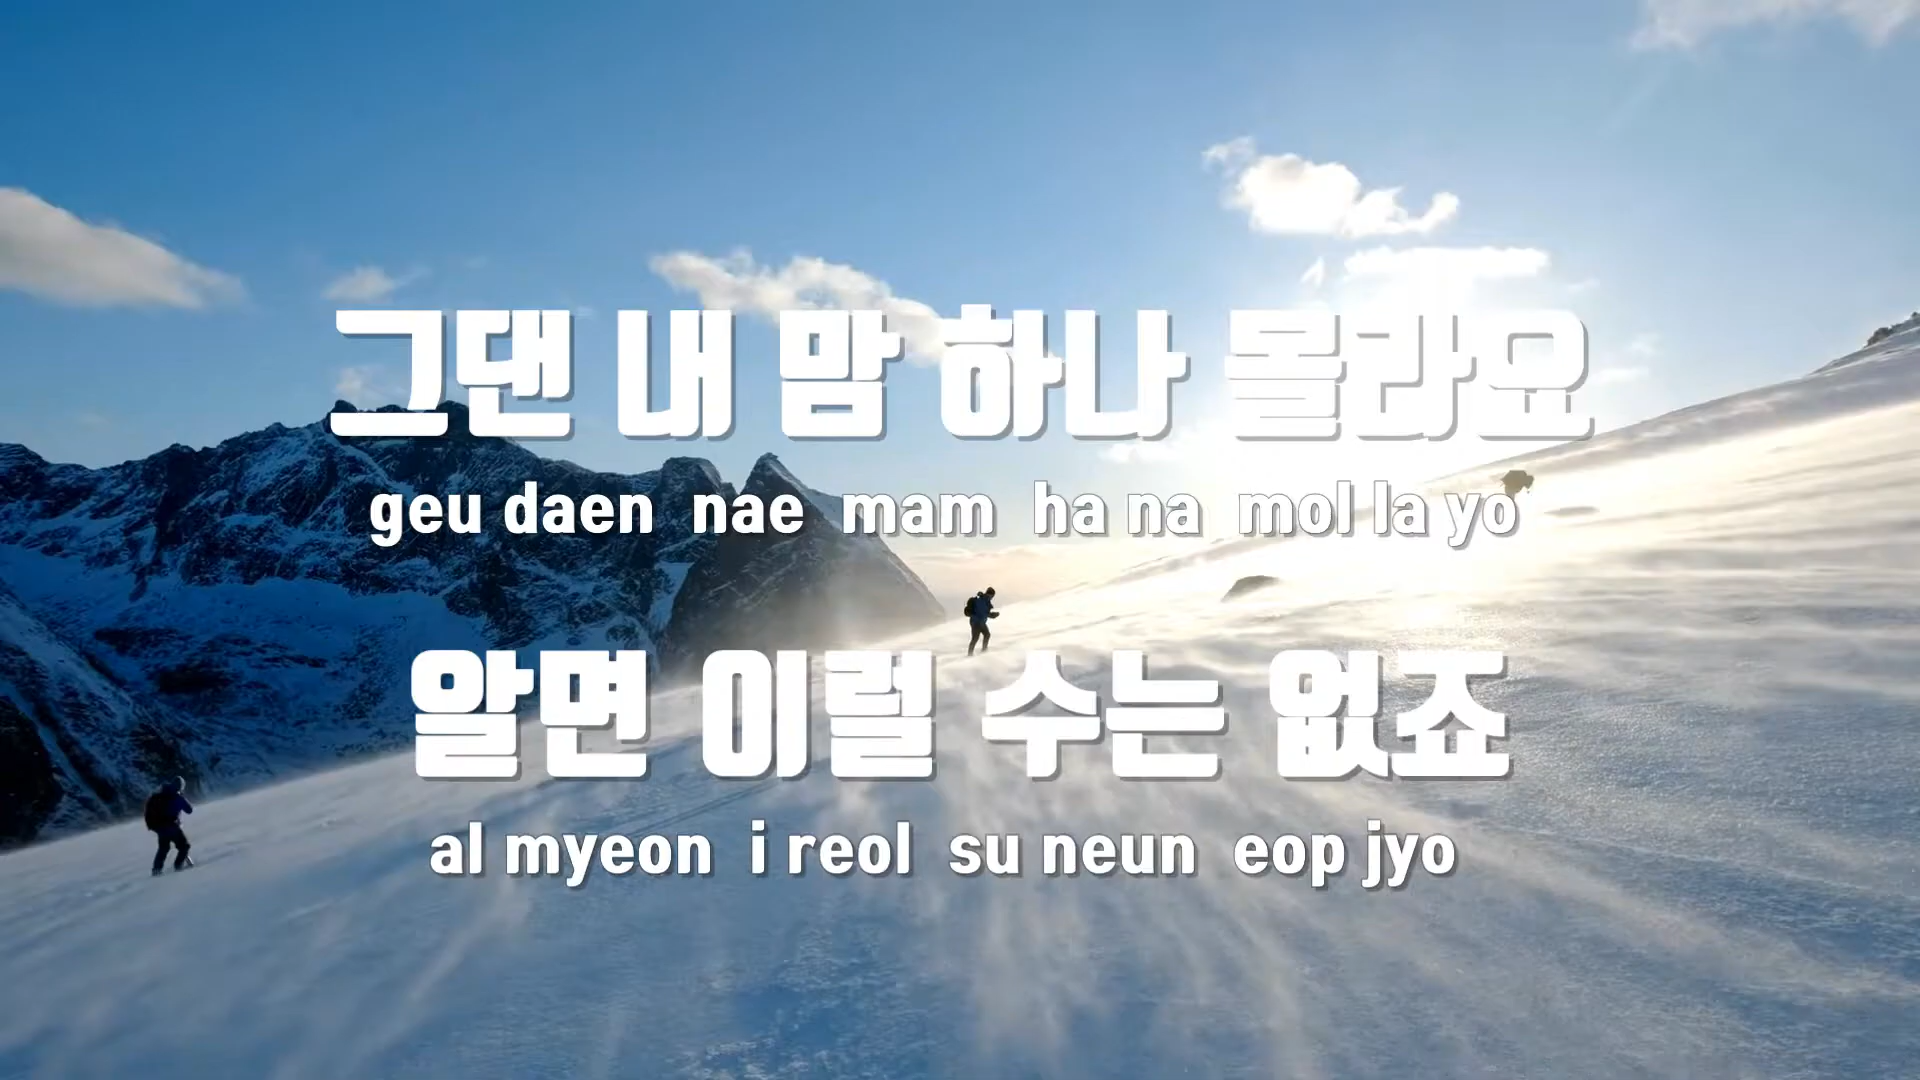 그댄 내 맘 하나 몰라요
geu daen nae mam ha na mol la yo
알면 이럴 수는 없죠
al myeon i reol su neun eop jyo